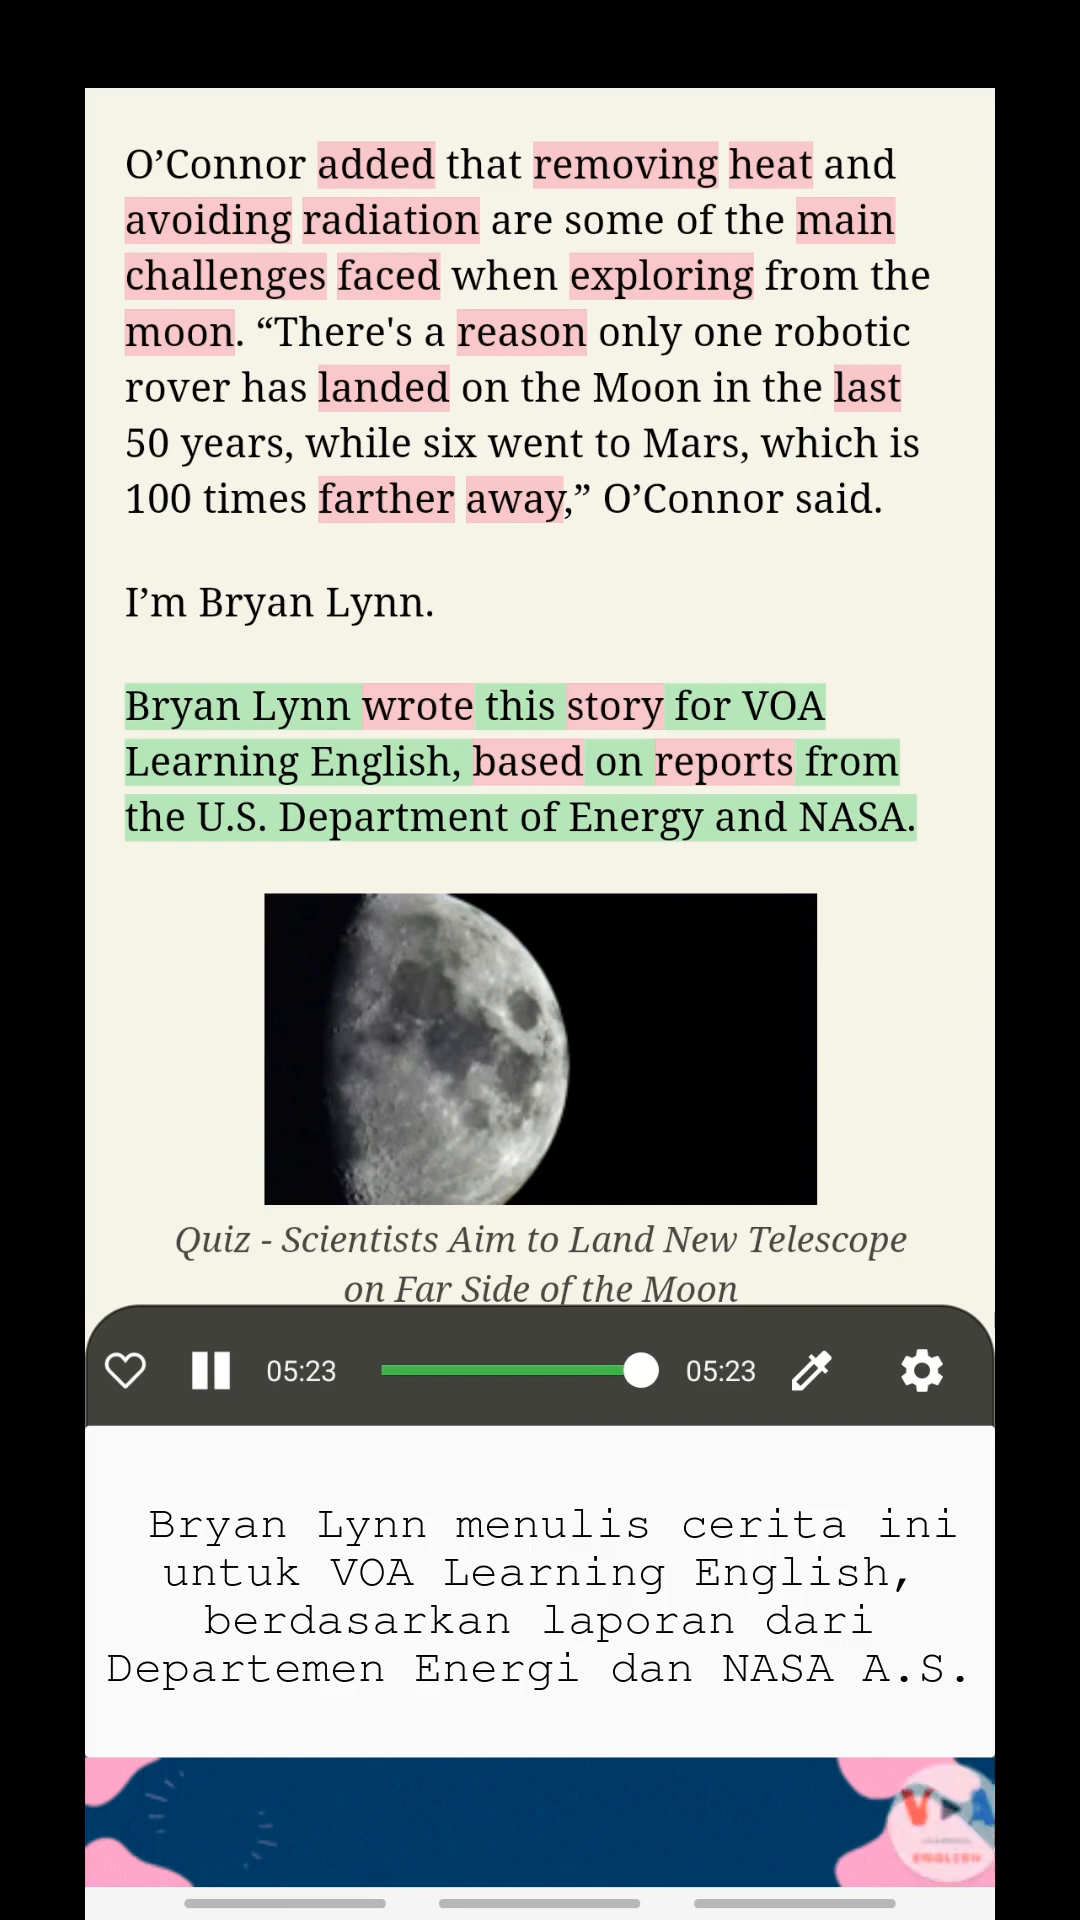 O’Connor added that removing heat and
avoiding radiation are some of the main
challenges faced when exploring from the
moon. “There's a reason only one robotic
rover has landed on the Moon in the last
50 years, while six went to Mars, which is
100 times farther away,” O’Connor said.
I’m Bryan Lynn.
Bryan Lynn wrote this story for VOA
Learning English, based on reports from
the U.S. Department of Energy and NASA.
Quiz - Scientists Aim to Land New Telescope
on Far Side of the Moon
05:23 05:23
Bryan Lynn menulis cerita ini
untuk VOA Learning English,
berdasarkan laporan dari
Departemen Energi dan NASA A.S.
VOA
ENGLISH